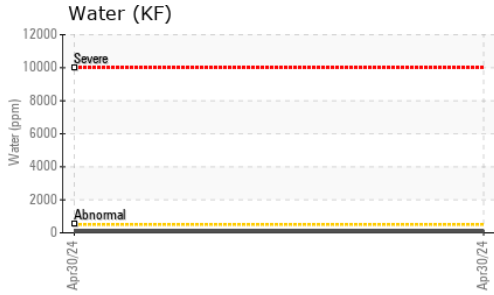 Water (KF)
12000
Severe
10000
8000
Water (ppm)
6000
4000
2000
Abnormal
0
Apr30/24
Apr30/24